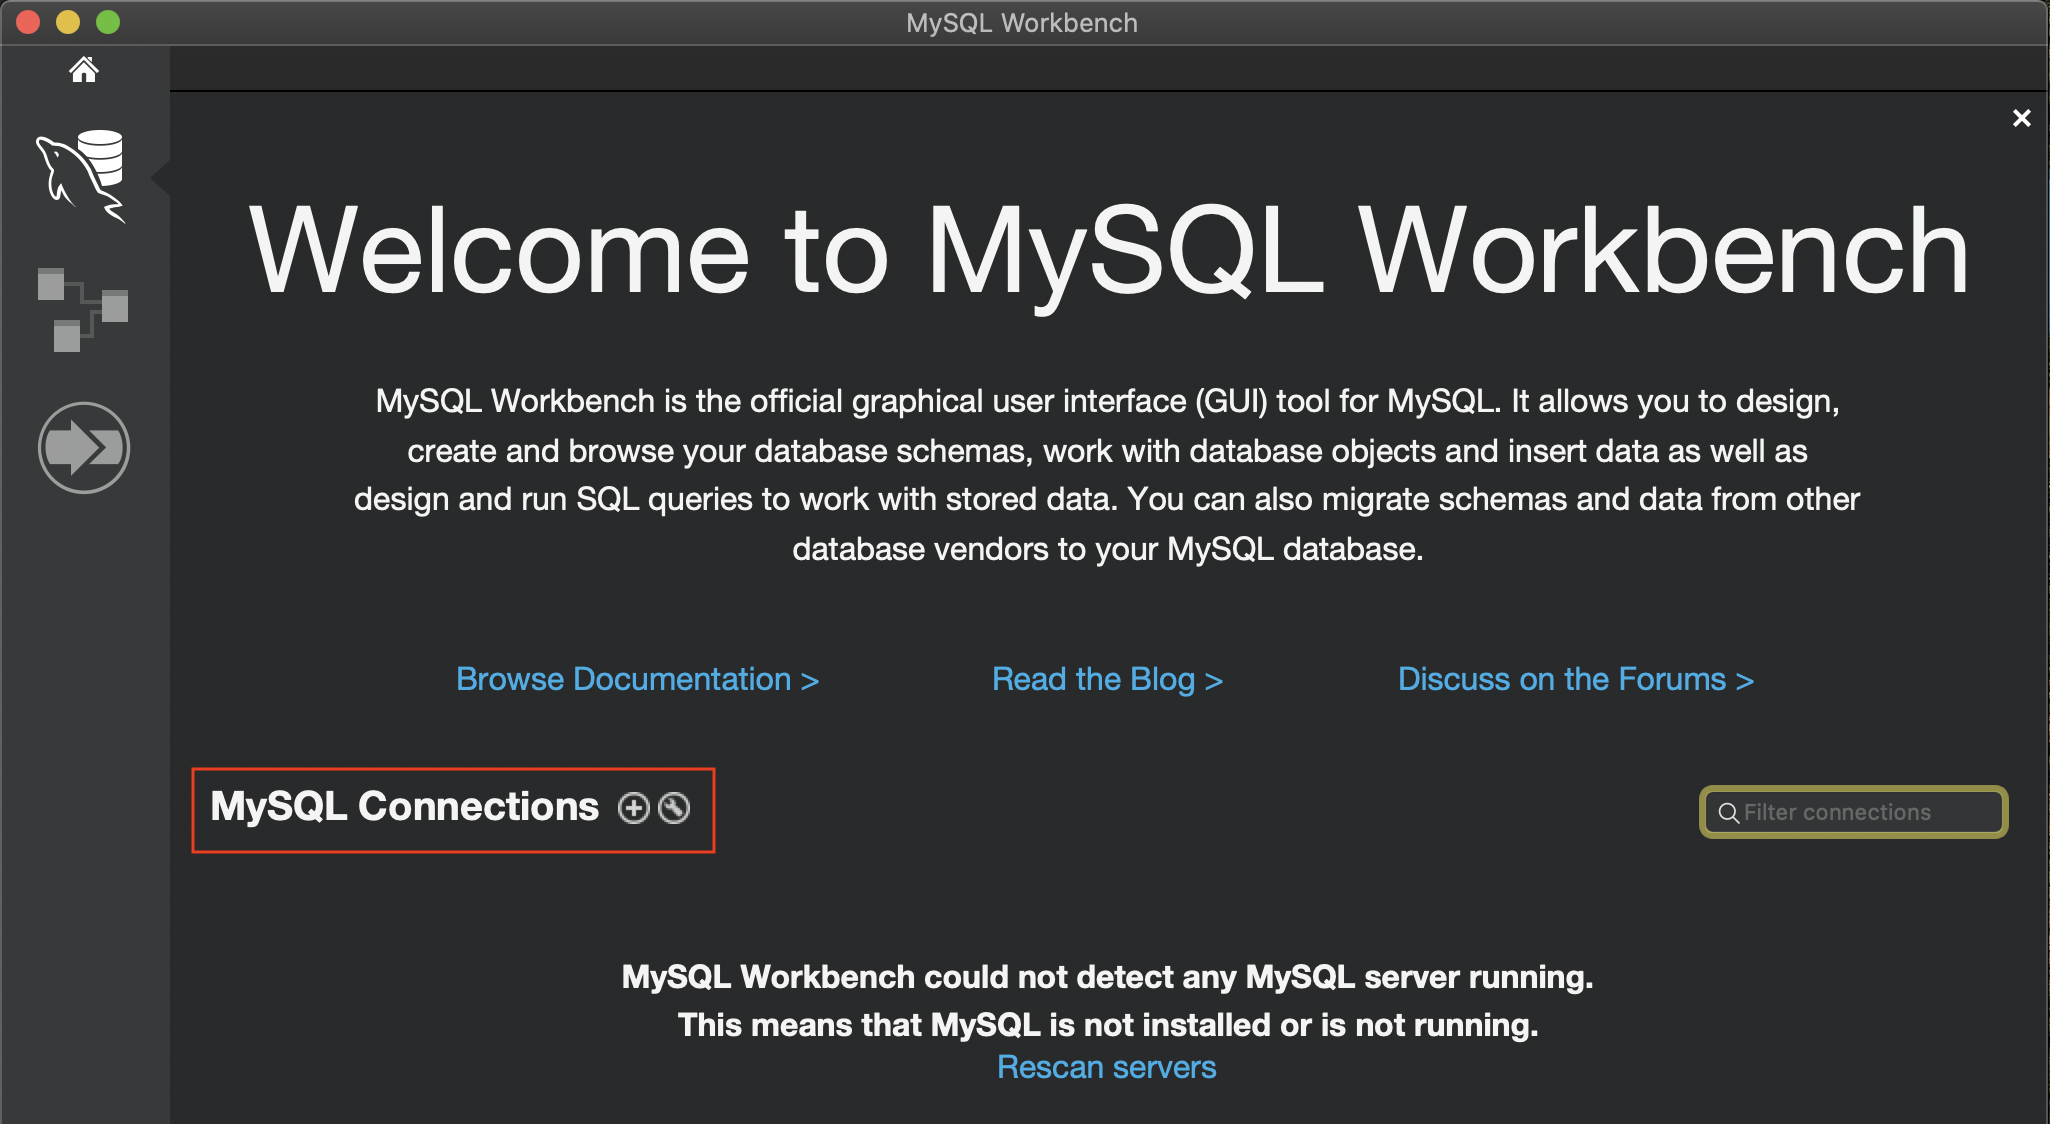 MySQL Workbench
Welcome to MySQL Workbench
MySQL Workbench is the official graphical user interface (GUI) tool for MySQL. It allows you to design,
create and browse your database schemas, work with database objects and insert data as well as
design and run SQL queries to work with stored data. You can also migrate schemas and data from other
database vendors to your MySQL database.
Browse Documentation >
Read the Blog >
Discuss on the Forums >
MySQL Connections
Filter connections
MySQL Workbench could not detect any MySQL server running.
This means that MySQL is not installed or is not running.
Rescan servers